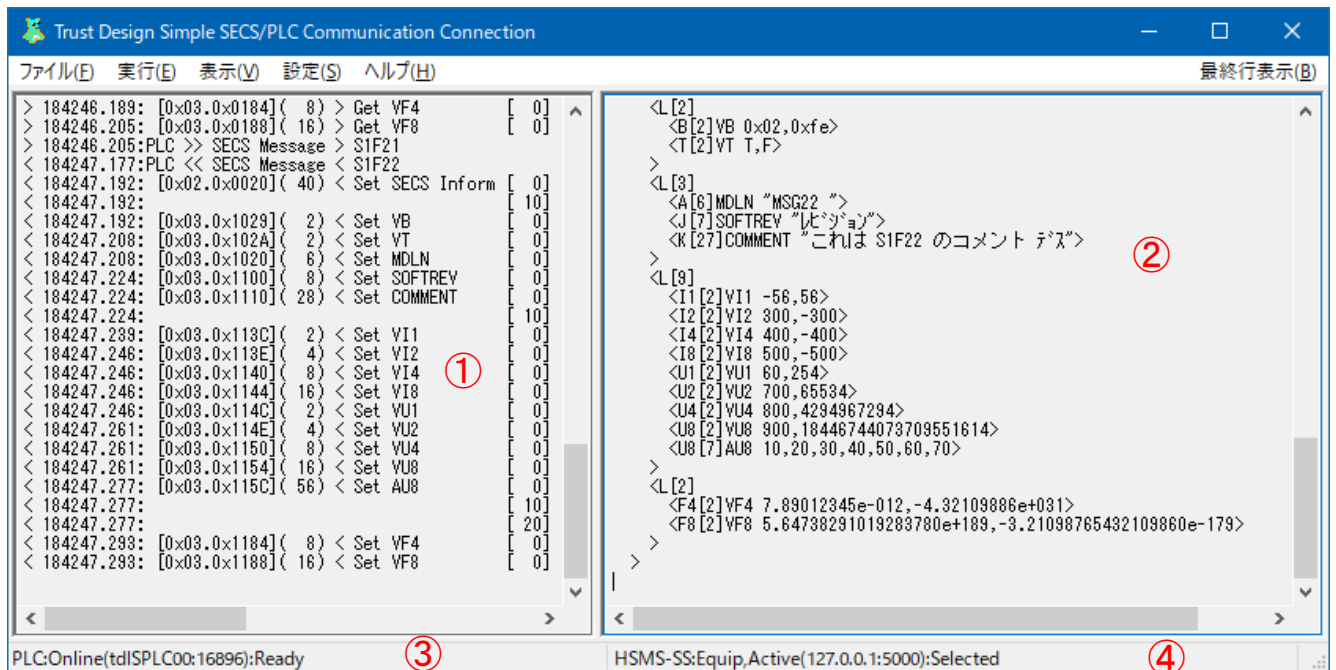 Trust Design Simple SECS/PLC Communication Connection
ファイル(F) 実行(E) 表示(V) 設定(S) ヘルプ(H) 最終行表示(B)
> 184246.189: [0x03.0x0184](  8) > Get VF4 [  0]
> 184246.205: [0x03.0x0188]( 16) > Get VF8 [  0]
> 184246.205:PLC >> SECS Message > S1F21
< 184247.177:PLC << SECS Message < S1F22
< 184247.192: [0x02.0x0020]( 40) < Set SECS Inform [  0]
< 184247.192: [ 10]
< 184247.192: [0x03.0x1029](  2) < Set VB [  0]
< 184247.208: [0x03.0x102A](  2) < Set VT [  0]
< 184247.208: [0x03.0x1020](  6) < Set MDLN [  0]
< 184247.224: [0x03.0x1100](  8) < Set SOFTREV [  0]
< 184247.224: [0x03.0x1110]( 28) < Set COMMENT [  0]
< 184247.224: [ 10]
< 184247.239: [0x03.0x113C](  2) < Set VI1 [  0]
< 184247.246: [0x03.0x113E](  4) < Set VI2 [  0]
< 184247.246: [0x03.0x1140](  8) < Set VI4 [  0]
< 184247.246: [0x03.0x1144]( 16) < Set VI8 [  0]
< 184247.246: [0x03.0x114C](  2) < Set VU1 [  0]
< 184247.261: [0x03.0x114E](  4) < Set VU2 [  0]
< 184247.261: [0x03.0x1150](  8) < Set VU4 [  0]
< 184247.261: [0x03.0x1154]( 16) < Set VU8 [  0]
< 184247.277: [0x03.0x115C]( 56) < Set AU8 [  0]
< 184247.277: [ 10]
< 184247.277: [ 20]
< 184247.293: [0x03.0x1184](  8) < Set VF4 [  0]
< 184247.293: [0x03.0x1188]( 16) < Set VF8 [  0]
①
<L[2]
<B[2]VB 0x02,0xfe>
<T[2]VT T,F>
>
<L[3]
<A[6]MDLN "MSG22 ">
<J[7]SOFTREV "ﾚﾋﾞｼﾞｮﾝ">
<K[27]COMMENT "これは S1F22 のコメント ﾃﾞｽ">
>
<L[9]
<I1[2]VI1 -56,56>
<I2[2]VI2 300,-300>
<I4[2]VI4 400,-400>
<I8[2]VI8 500,-500>
<U1[2]VU1 60,254>
<U2[2]VU2 700,65534>
<U4[2]VU4 800,4294967294>
<U8[2]VU8 900,18446744073709551614>
<U8[7]AU8 10,20,30,40,50,60,70>
>
<L[2]
<F4[2]VF4 7.89012345e-012,-4.32109886e+031>
<F8[2]VF8 5.64738291019283780e+189,-3.21098765432109860e-179>
>
>
②
PLC:Online(tdISPLC00:16896):Ready ③
HSMS-SS:Equip,Active(127.0.0.1:5000):Selected ④